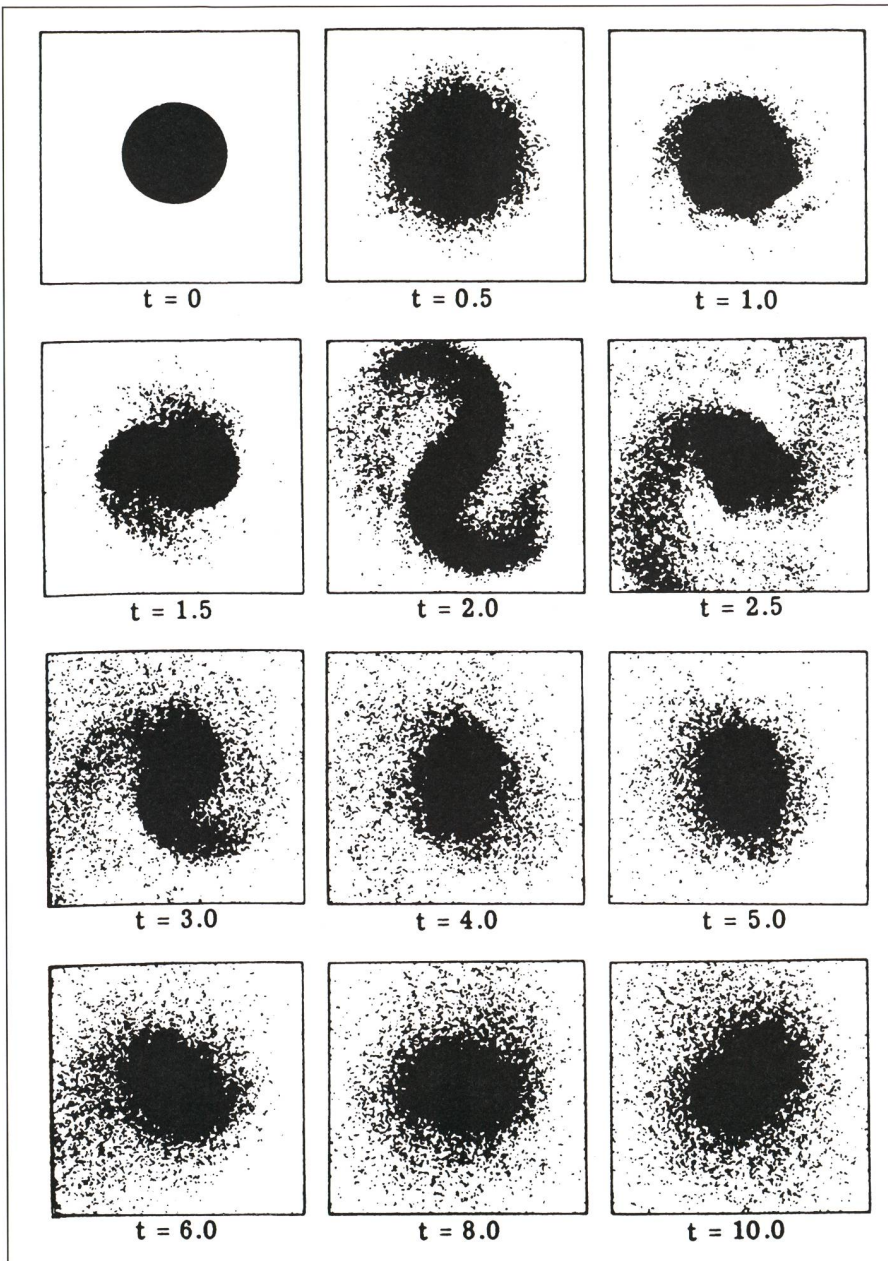 t = 0
t = 0.5
t = 1.0
t = 1.5
t = 2.0
t = 2.5
t = 3.0
t = 4.0
t = 5.0
t = 6.0
t = 8.0
t = 10.0